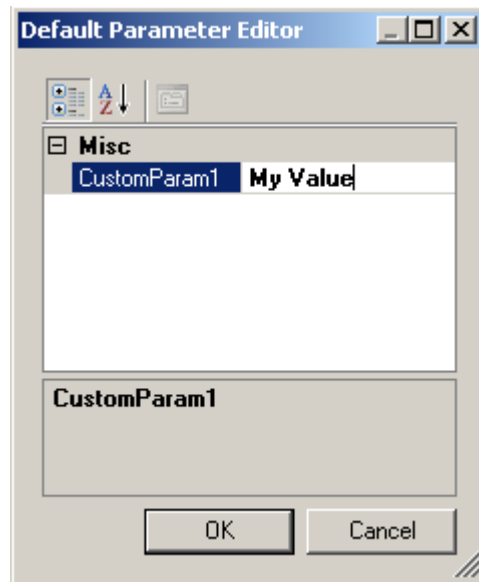 Default Parameter Editor
A
Z
Misc
CustomParam1 My Value
CustomParam1
OK Cancel